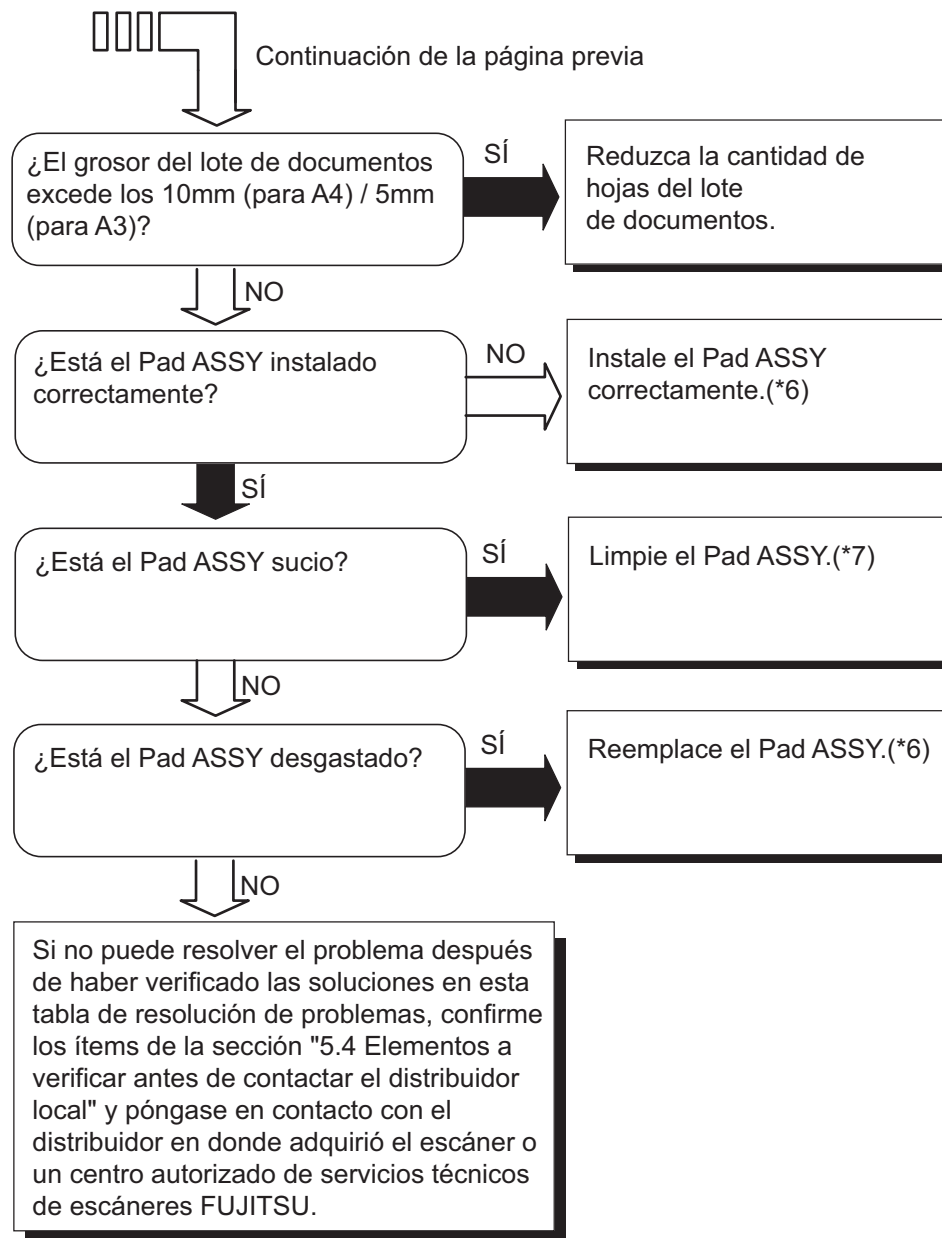 Continuación de la página previa
¿El grosor del lote de documentos
excede los 10mm (para A4) / 5mm
(para A3)?
SÍ
Reduzca la cantidad de
hojas del lote
de documentos.
NO
¿Está el Pad ASSY instalado
correctamente?
NO
Instale el Pad ASSY
correctamente.(*6)
SÍ
¿Está el Pad ASSY sucio?
SÍ
Limpie el Pad ASSY.(*7)
NO
¿Está el Pad ASSY desgastado?
SÍ
Reemplace el Pad ASSY.(*6)
NO
Si no puede resolver el problema después
de haber verificado las soluciones en esta
tabla de resolución de problemas, confirme
los ítems de la sección "5.4 Elementos a
verificar antes de contactar el distribuidor
local" y póngase en contacto con el
distribuidor en donde adquirió el escáner o
un centro autorizado de servicios técnicos
de escáneres FUJITSU.